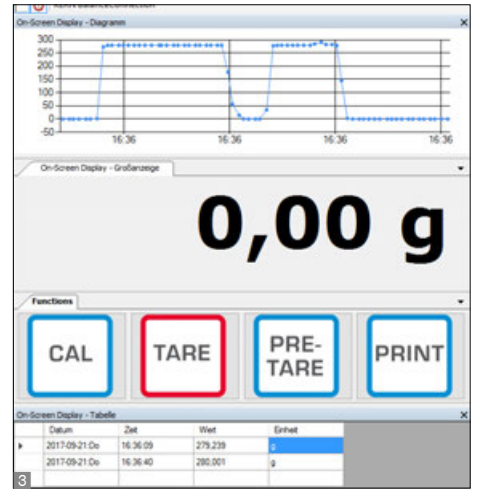 KERN BalanceConnection
On-Screen Display - Diagramm
300
250
200
150
100
50
0
-50
16:36 16:36 16:36 16:36
On-Screen Display - Großanzeige
0,00 g
Functions
CAL
TARE
PRE-
TARE
PRINT
On-Screen Display - Tabelle
Datum Zeit Wert Einheit
2017-09-21:Do 16:36:09 279,239 g
2017-09-21:Do 16:36:40 280,001 g
3